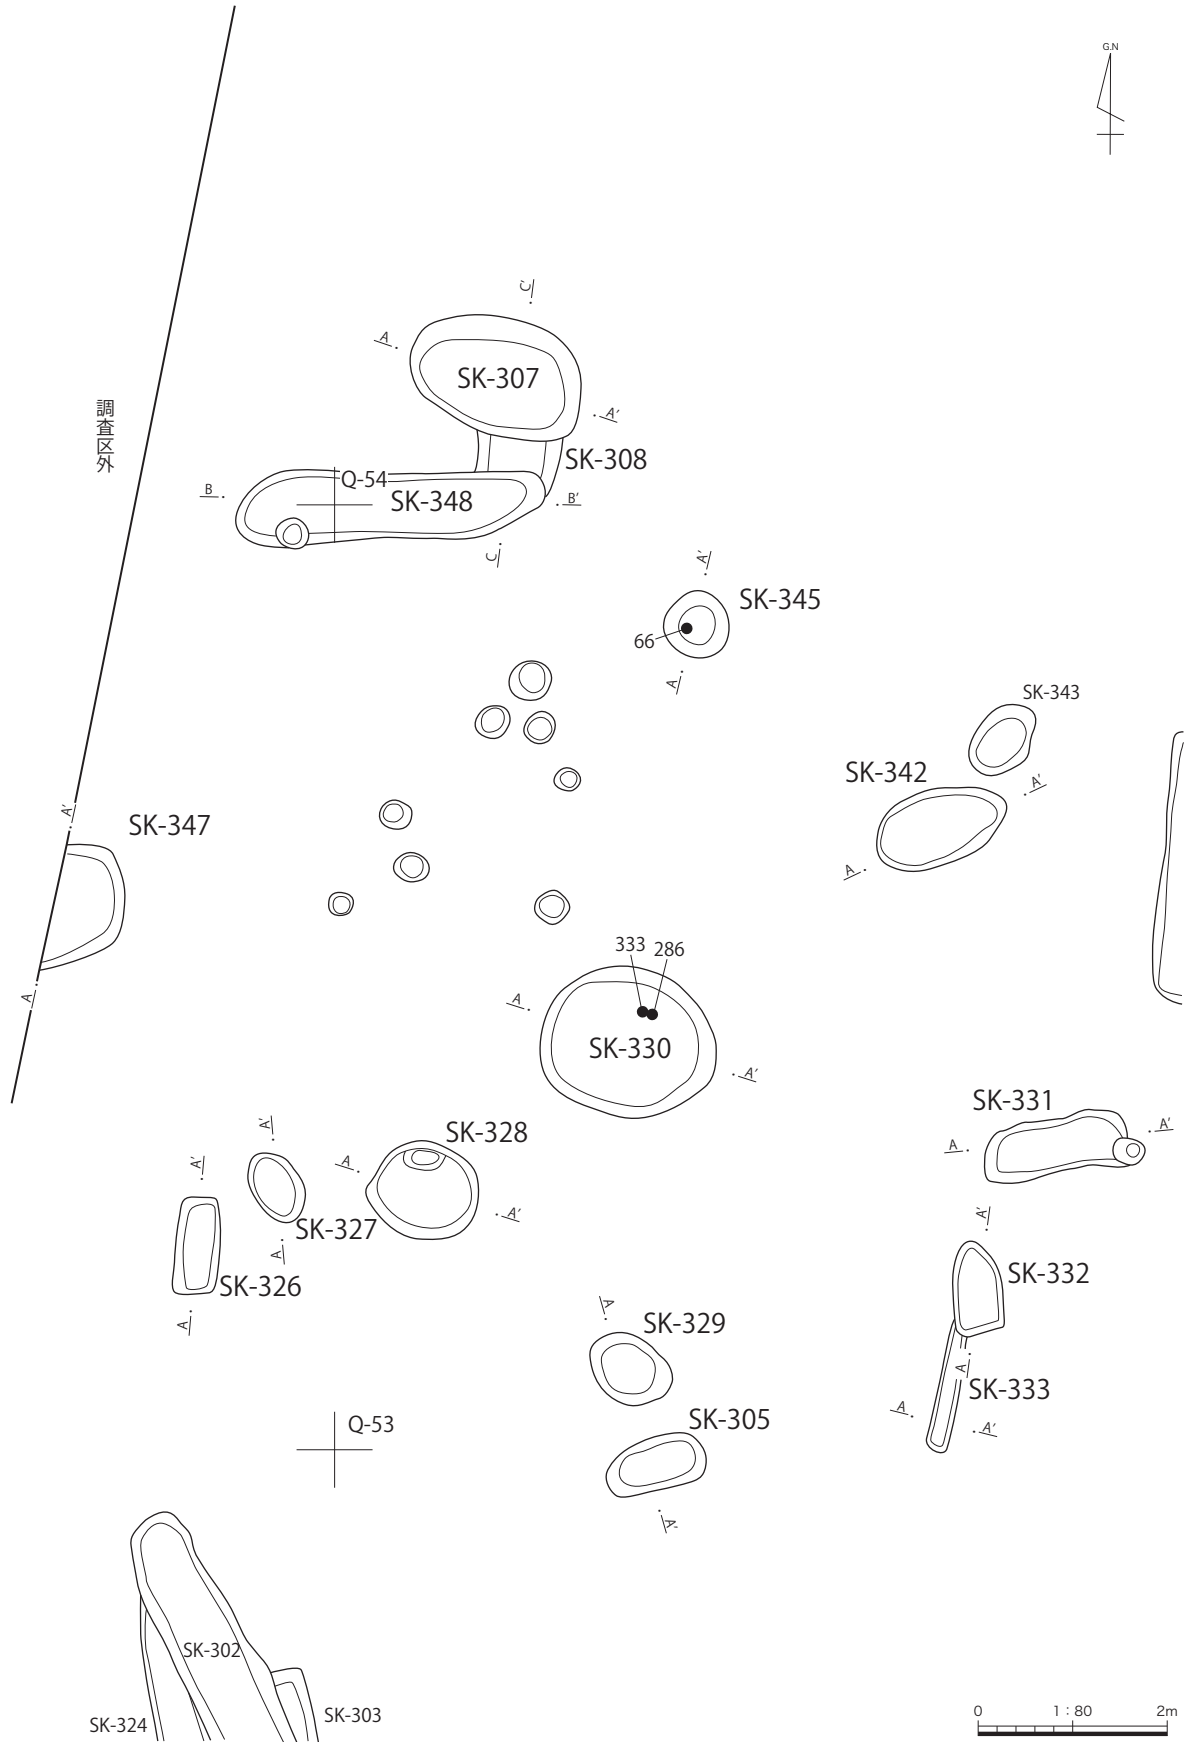 G.N
C'
A
SK-307
A'
調査区外
SK-308
Q-54
B
SK-348
B'
C
A'
SK-345
66
A
SK-343
SK-342
A'
A'
SK-347
A
333 286
A
A
SK-330
A'
SK-331
A'
A'
SK-328
A
A'
A
SK-327
A'
A'
SK-332
A
SK-326
A
A
SK-329
A
SK-333
A
A'
SK-305
Q-53
A'
SK-302
SK-303
SK-324
0 1:80 2m